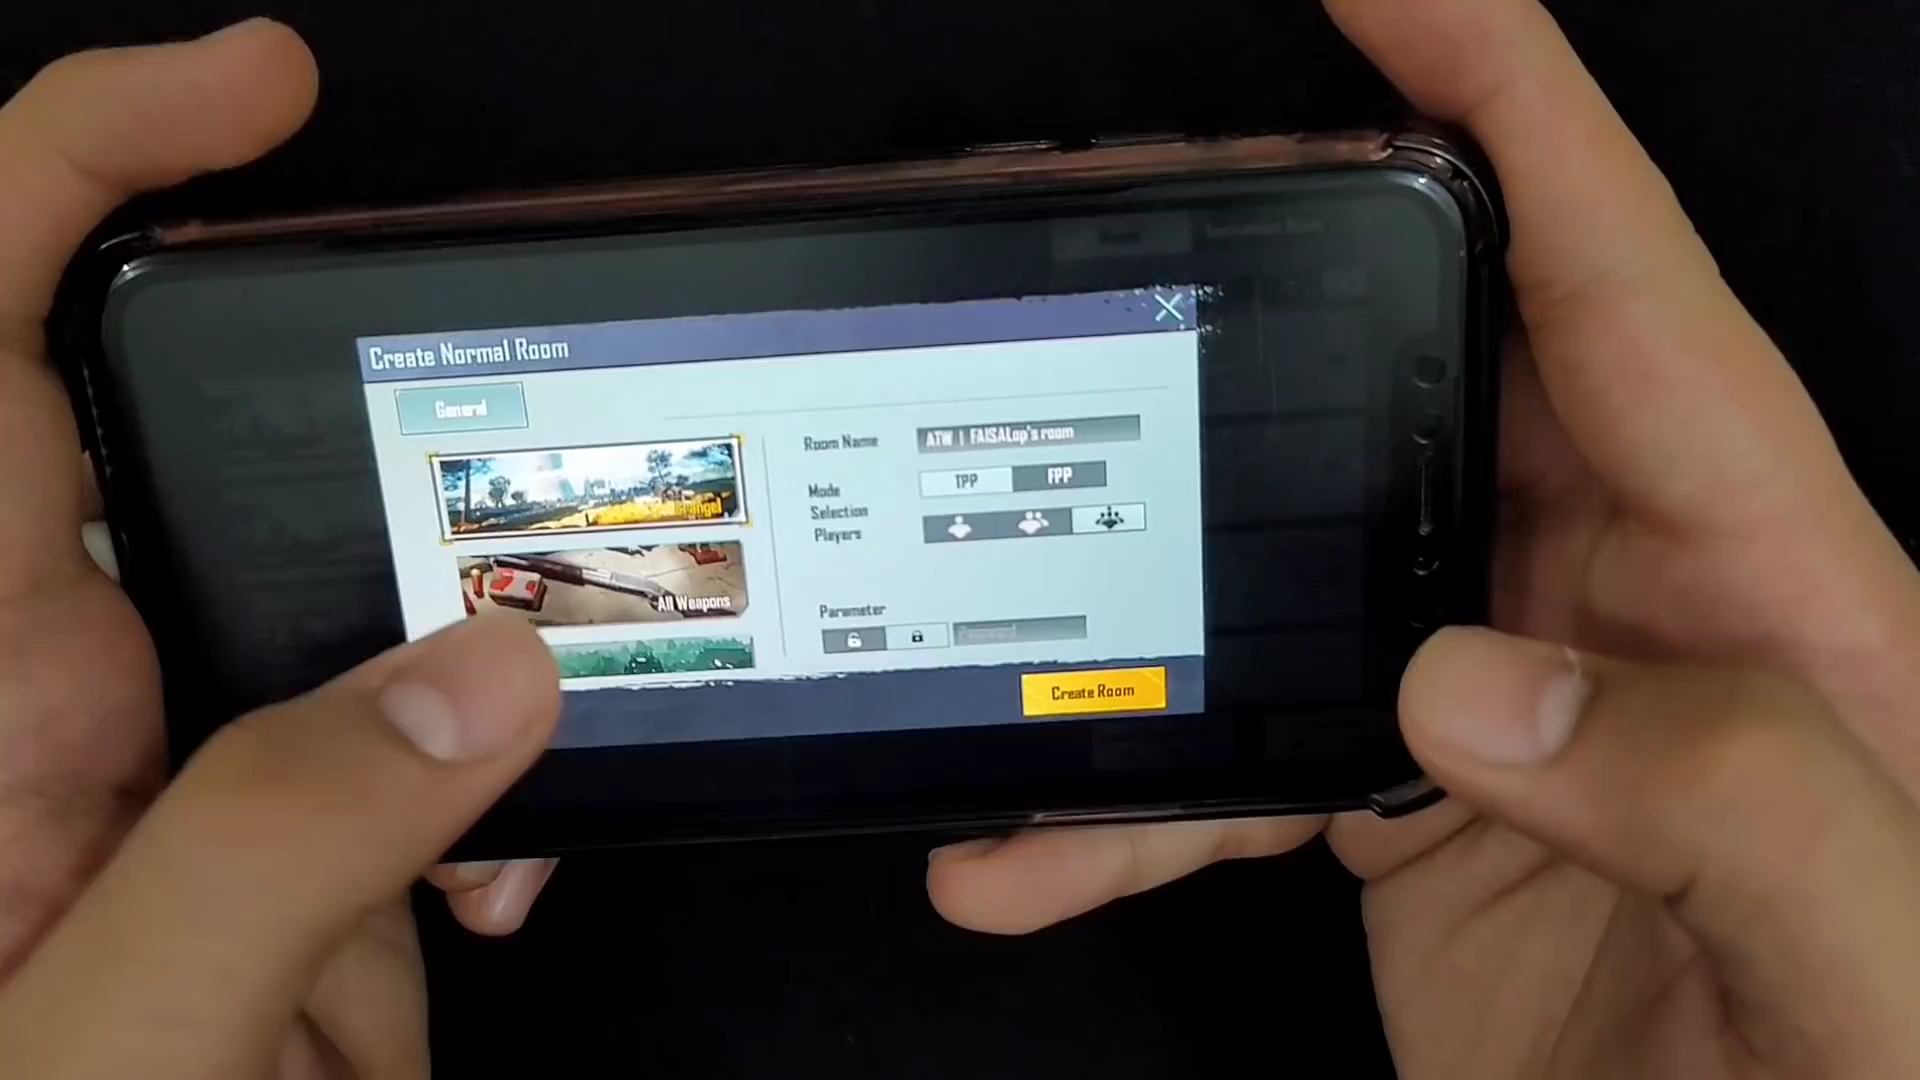 Create Normal Room
General
Room Name
ATW | FAISALop's room
Mode
TPP
FPP
Selection
Players
All Weapons
Parameter
Create Room